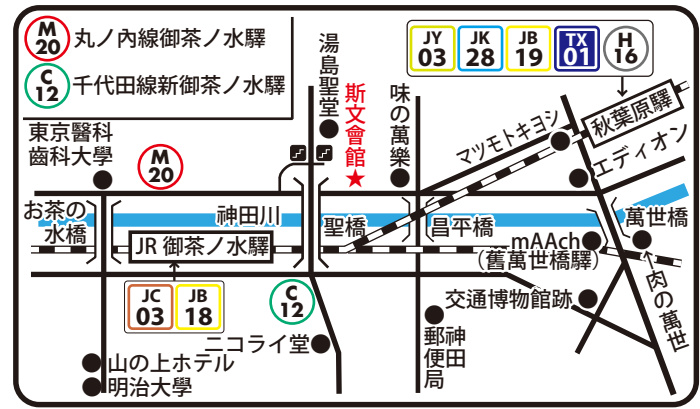 M
20
丸ノ內線御茶ノ水驛
C
12
千代田線新御茶ノ水驛
JY
03
JK
28
JB
19
TX
01
H
16
湯島聖堂
斯文會館
★
味の萬樂
マツモトキヨシ
秋葉原驛
エディオン
東京醫科
齒科大學
M
20
お茶の
水橋
神田川
聖橋
昌平橋
萬世橋
JR 御茶ノ水驛
mAAch
(舊萬世橋驛)
肉の萬世
JC
03
JB
18
C
12
交通博物館跡
ニコライ堂
神田
郵便局
山の上ホテル
明治大學